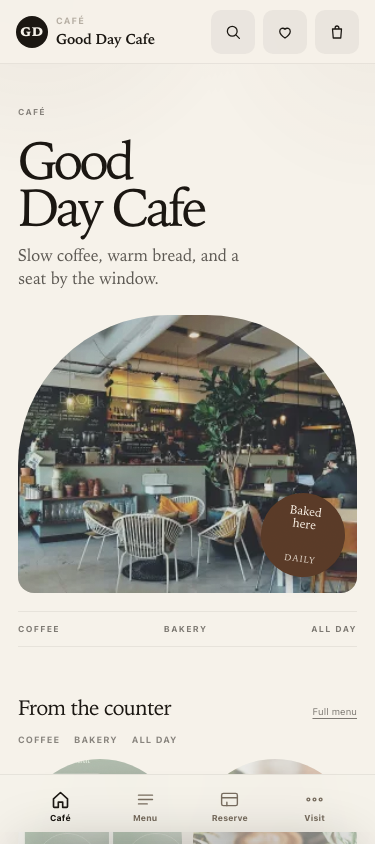 GD
CAFÉ
Good Day Cafe
CAFÉ
Good
Day Cafe
Slow coffee, warm bread, and a
seat by the window.
Baked
here
DAILY
COFFEE BAKERY ALL DAY
From the counter
Full menu
COFFEE BAKERY ALL DAY
Café
Menu
Reserve
Visit